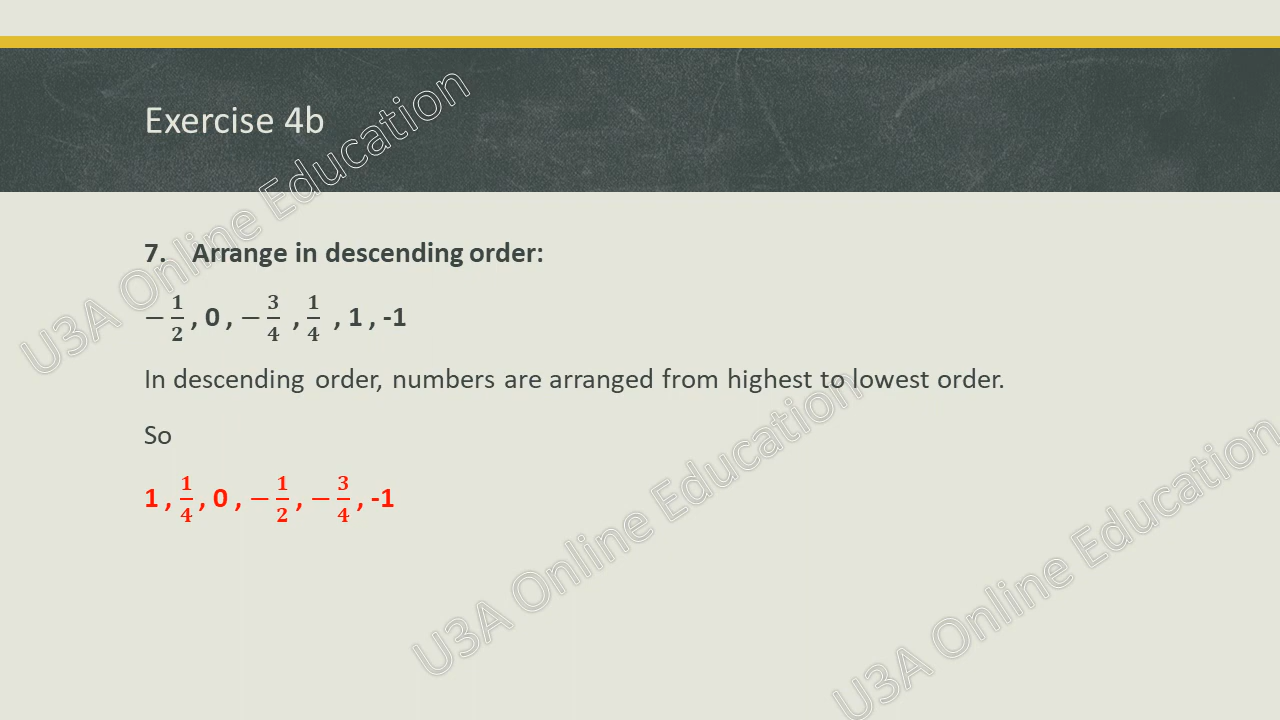 Exercise 4b
7. Arrange in descending order:
−1/2 , 0 , −3/4 , 1/4 , 1 , -1
In descending order, numbers are arranged from highest to lowest order.
So
1 , 1/4 , 0 , −1/2 , −3/4 , -1
U3A Online Education
U3A Online Education
U3A Online Education